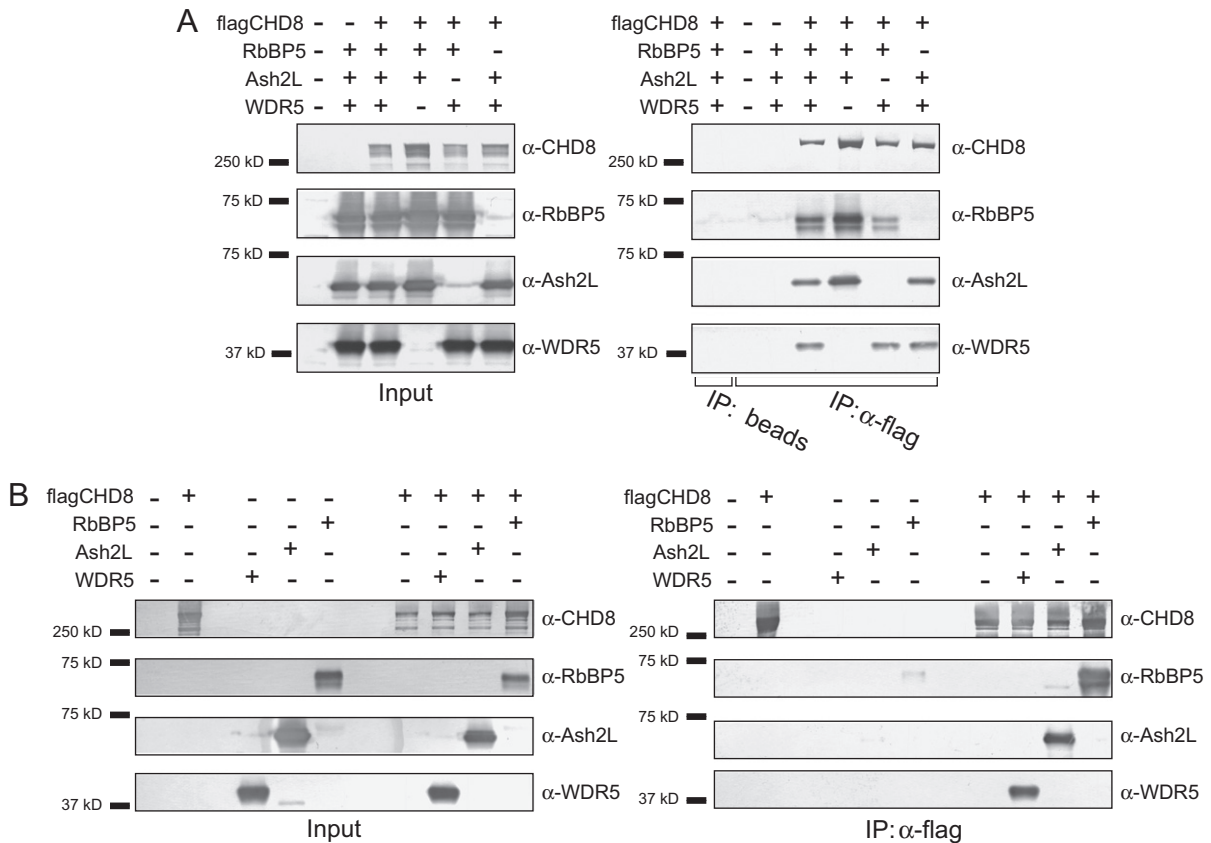 A
flagCHD8 - - + + + +
RbBP5 - + + + + -
Ash2L - + + + - +
WDR5 - + + - + +
α-CHD8
250 kD
75 kD
α-RbBP5
75 kD
α-Ash2L
α-WDR5
37 kD
Input
flagCHD8 + - - + + + +
RbBP5 + - + + + + -
Ash2L + - + + + - +
WDR5 + - + + - + +
α-CHD8
250 kD
75 kD
α-RbBP5
75 kD
α-Ash2L
α-WDR5
37 kD
IP: beads
IP: α-flag
B
flagCHD8 - + - - - + + + +
RbBP5 - - - - + - - - +
Ash2L - - - + - - - + -
WDR5 - - + - - - + - -
α-CHD8
250 kD
75 kD
α-RbBP5
75 kD
α-Ash2L
α-WDR5
37 kD
Input
flagCHD8 - + - - - + + + +
RbBP5 - - - - + - - - +
Ash2L - - - + - - - + -
WDR5 - - + - - - + - -
α-CHD8
250 kD
75 kD
α-RbBP5
75 kD
α-Ash2L
α-WDR5
37 kD
IP: α-flag